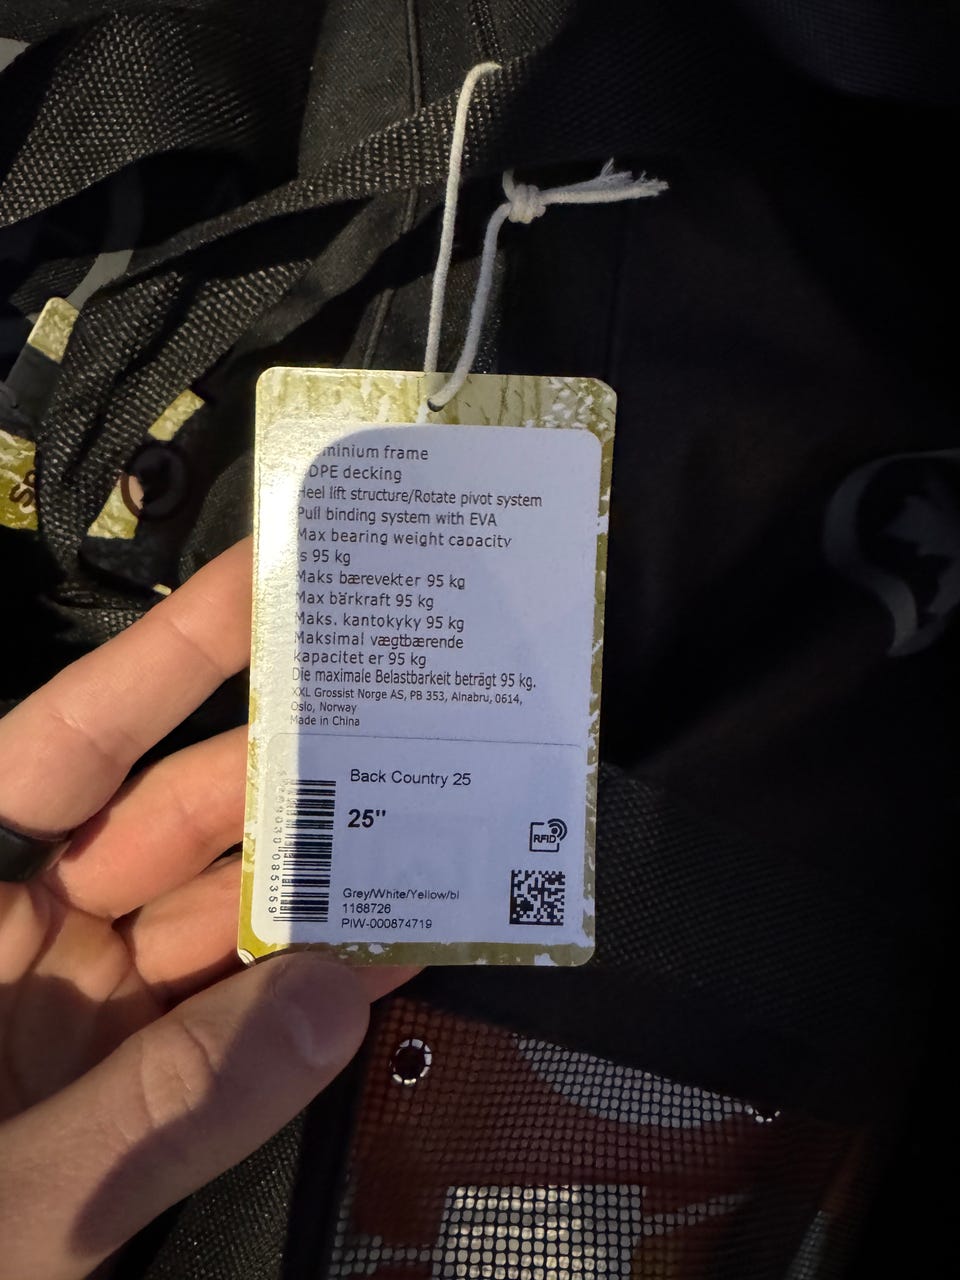 minium frame
DPE decking
Heel lift structure/Rotate pivot system
Pull binding system with EVA
Max bearing weight capacity
s 95 kg
Maks bærevekt er 95 kg
Max bärkraft 95 kg
Maks. kantokyky 95 kg
Maksimal vægtbærende
kapacitet er 95 kg
Die maximale Belastbarkeit beträgt 95 kg.
XXL Grossist Norge AS, PB 353, Alnabru, 0614,
Oslo, Norway
Made in China
Back Country 25
25"
RFID
Grey/White/Yellow/bl
1168726
PIW-000874719